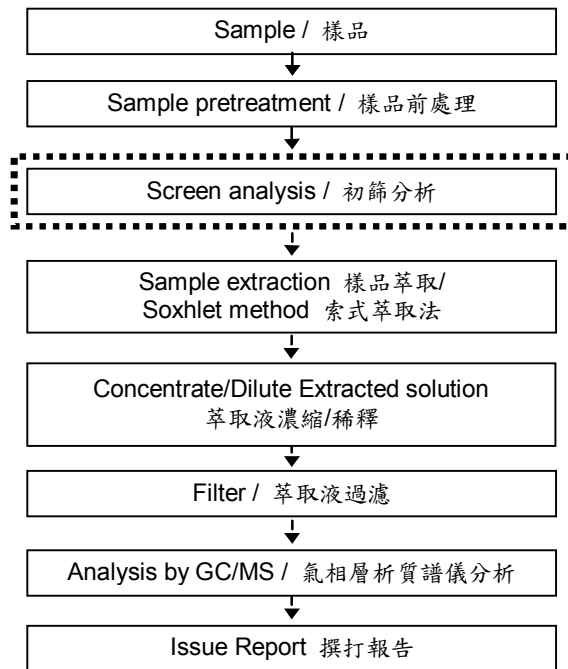 Sample / 樣品
Sample pretreatment / 樣品前處理
Screen analysis / 初篩分析
Sample extraction 樣品萃取/
Soxhlet method 索式萃取法
Concentrate/Dilute Extracted solution
萃取液濃縮/稀釋
Filter / 萃取液過濾
Analysis by GC/MS / 氣相層析質譜儀分析
Issue Report 撰打報告